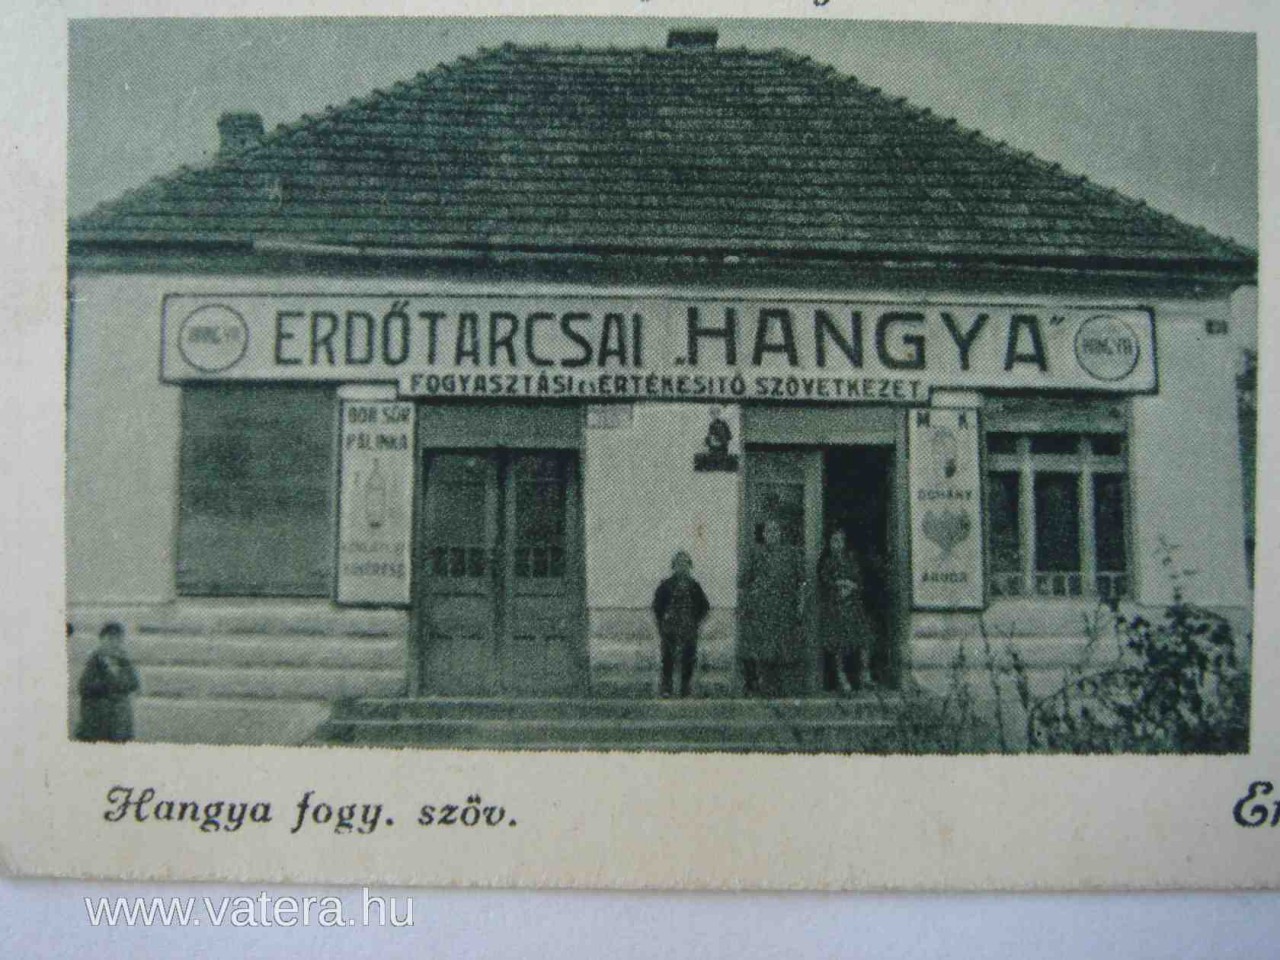 HANGYA
ERDŐTARCSAI „HANGYA”
HANGYA
FOGYASZTÁSI és ÉRTÉKESITŐ SZÖVETKEZET
BOR SÖR
PÁLINKA
KIMÉRÉSE
M K
DOHÁNY
ÁRUDA
Hangya fogy. szöv.
www.vatera.hu